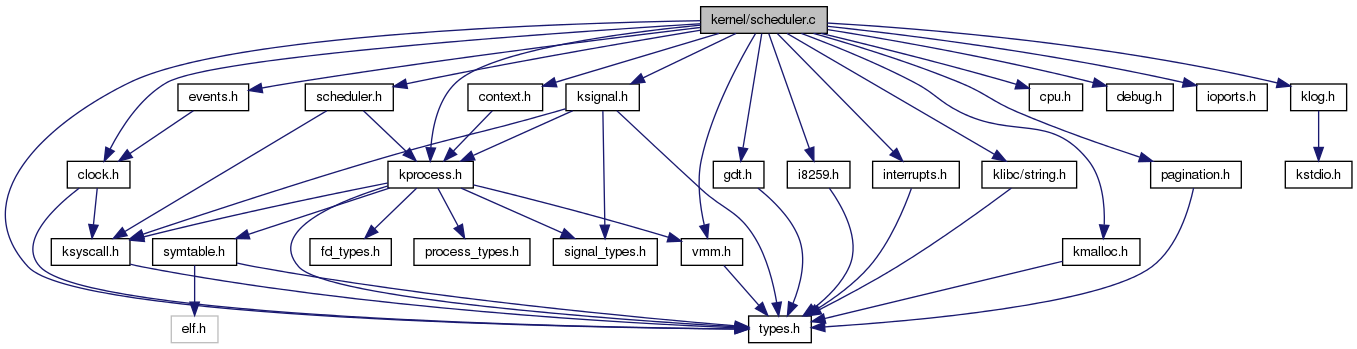 kernel/scheduler.c
events.h
scheduler.h
context.h
ksignal.h
cpu.h
debug.h
ioports.h
klog.h
clock.h
kprocess.h
gdt.h
i8259.h
interrupts.h
klibc/string.h
pagination.h
kstdio.h
ksyscall.h
symtable.h
fd_types.h
process_types.h
signal_types.h
vmm.h
kmalloc.h
elf.h
types.h